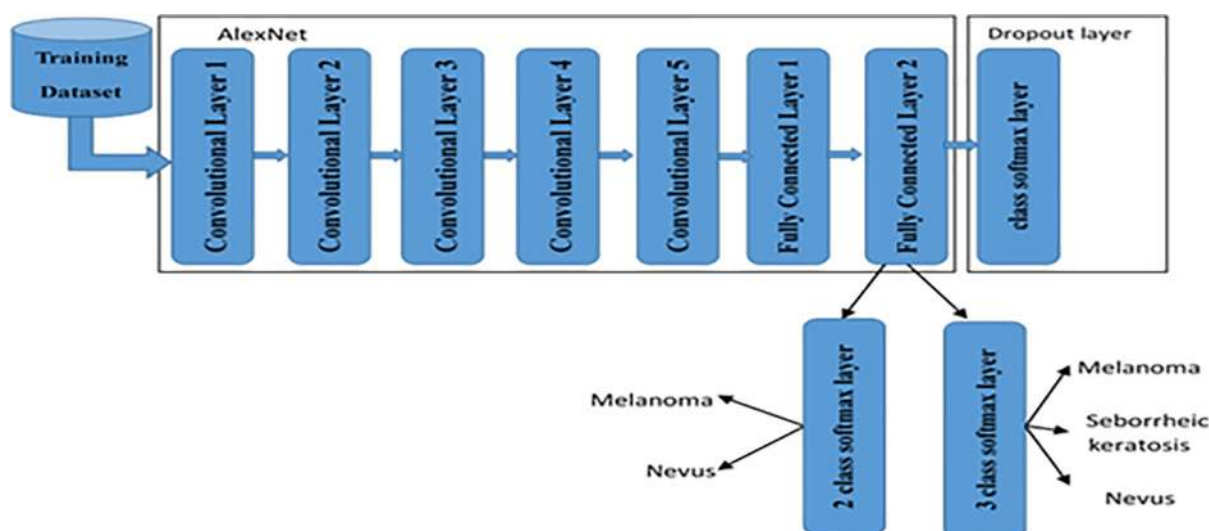 AlexNet
Dropout layer
Training
Dataset
Convolutional Layer 1
Convolutional Layer 2
Convolutional Layer 3
Convolutional Layer 4
Convolutional Layer 5
Fully Connected Layer 1
Fully Connected Layer 2
class softmax layer
2 class softmax layer
3 class softmax layer
Melanoma
Nevus
Melanoma
Seborrheic
keratosis
Nevus